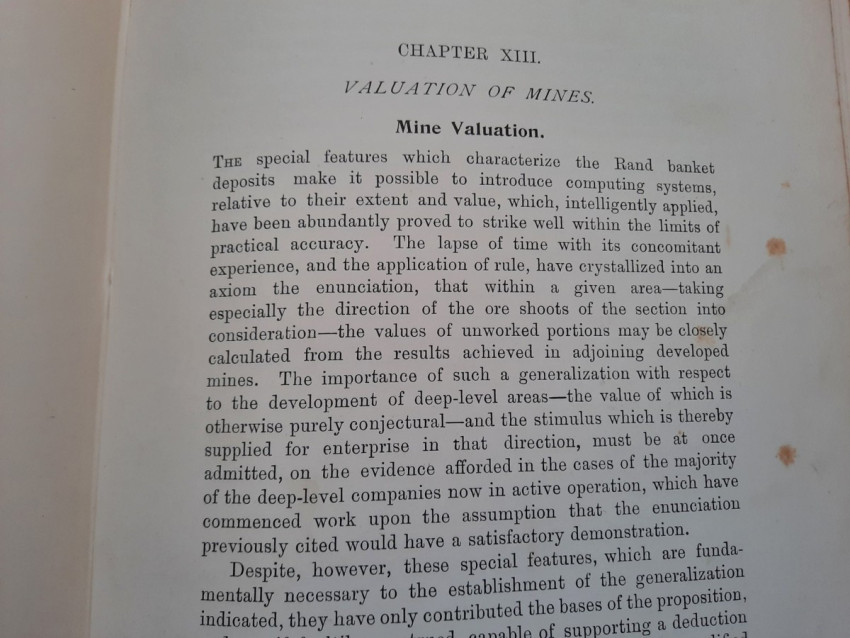 CHAPTER XIII.
VALUATION OF MINES.
Mine Valuation.
THE special features which characterize the Rand banket
deposits make it possible to introduce computing systems,
relative to their extent and value, which, intelligently applied,
have been abundantly proved to strike well within the limits of
practical accuracy. The lapse of time with its concomitant
experience, and the application of rule, have crystallized into an
axiom the enunciation, that within a given area—taking
especially the direction of the ore shoots of the section into
consideration—the values of unworked portions may be closely
calculated from the results achieved in adjoining developed
mines. The importance of such a generalization with respect
to the development of deep-level areas—the value of which is
otherwise purely conjectural—and the stimulus which is thereby
supplied for enterprise in that direction, must be at once
admitted, on the evidence afforded in the cases of the majority
of the deep-level companies now in active operation, which have
commenced work upon the assumption that the enunciation
previously cited would have a satisfactory demonstration.
Despite, however, these special features, which are funda-
mentally necessary to the establishment of the generalization
indicated, they have only contributed the bases of the proposition,
capable of supporting a deduction